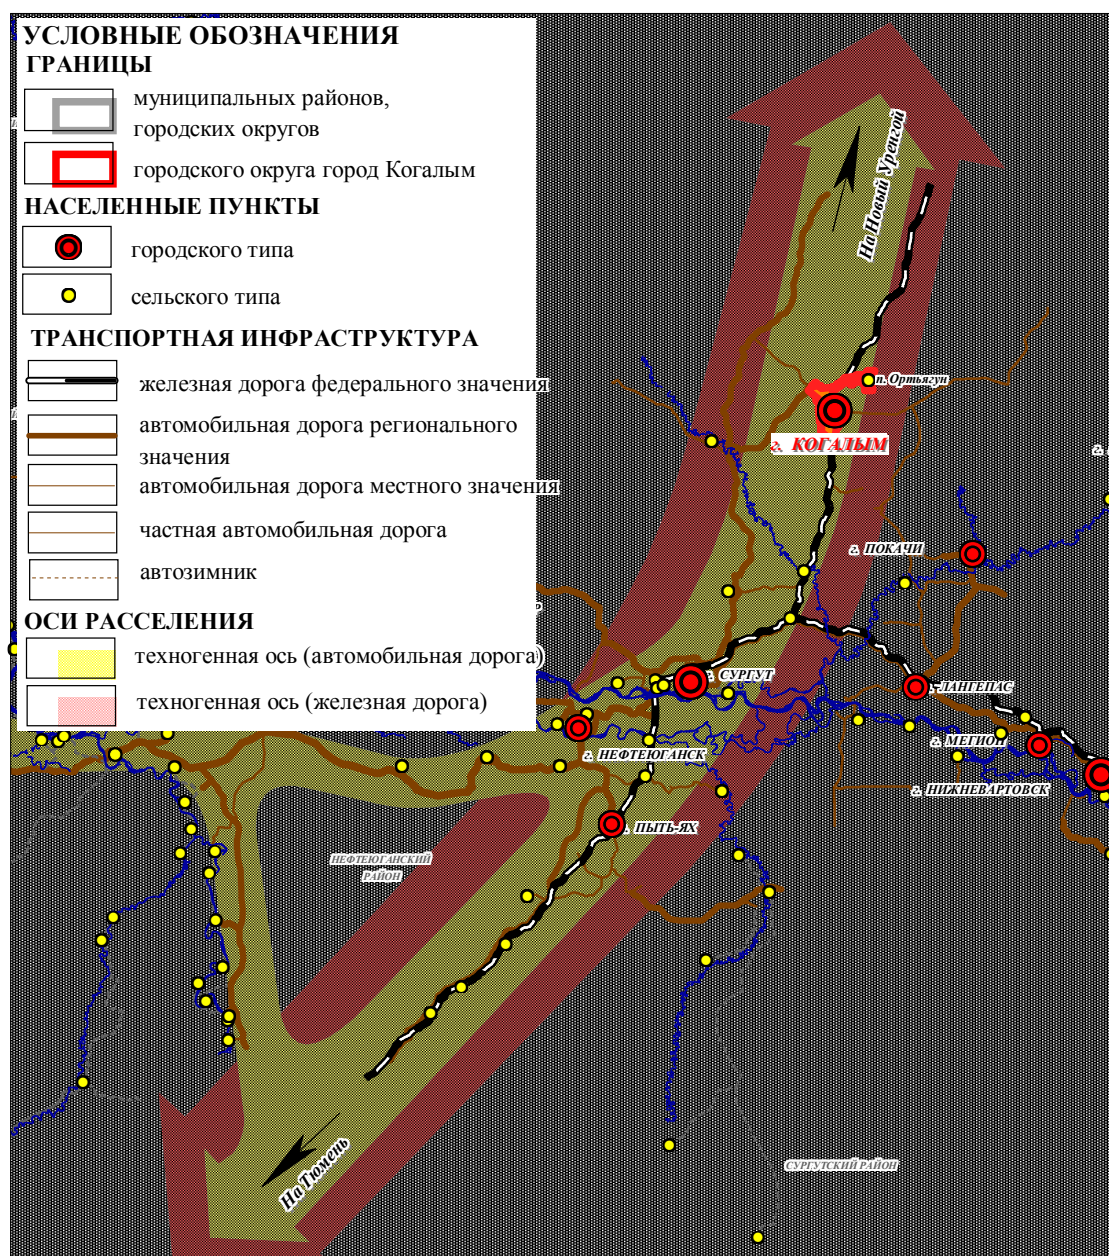 УСЛОВНЫЕ ОБОЗНАЧЕНИЯ
ГРАНИЦЫ
муниципальных районов,
городских округов
городского округа город Когалым
НАСЕЛЕННЫЕ ПУНКТЫ
городского типа
сельского типа
ТРАНСПОРТНАЯ ИНФРАСТРУКТУРА
железная дорога федерального значения
автомобильная дорога регионального
значения
автомобильная дорога местного значения
частная автомобильная дорога
автозимник
ОСИ РАССЕЛЕНИЯ
техногенная ось (автомобильная дорога)
техногенная ось (железная дорога)
На Новый Уренгой
п. Ортьягун
г. КОГАЛЫМ
г. ПОКАЧИ
г. СУРГУТ
г. ЛАНГЕПАС
г. МЕГИОН
г. НЕФТЕЮГАНСК
г. НИЖНЕВАРТОВСК
г. ПЫТЬ-ЯХ
НЕФТЕЮГАНСКИЙ
РАЙОН
На Тюмень
СУРГУТСКИЙ РАЙОН